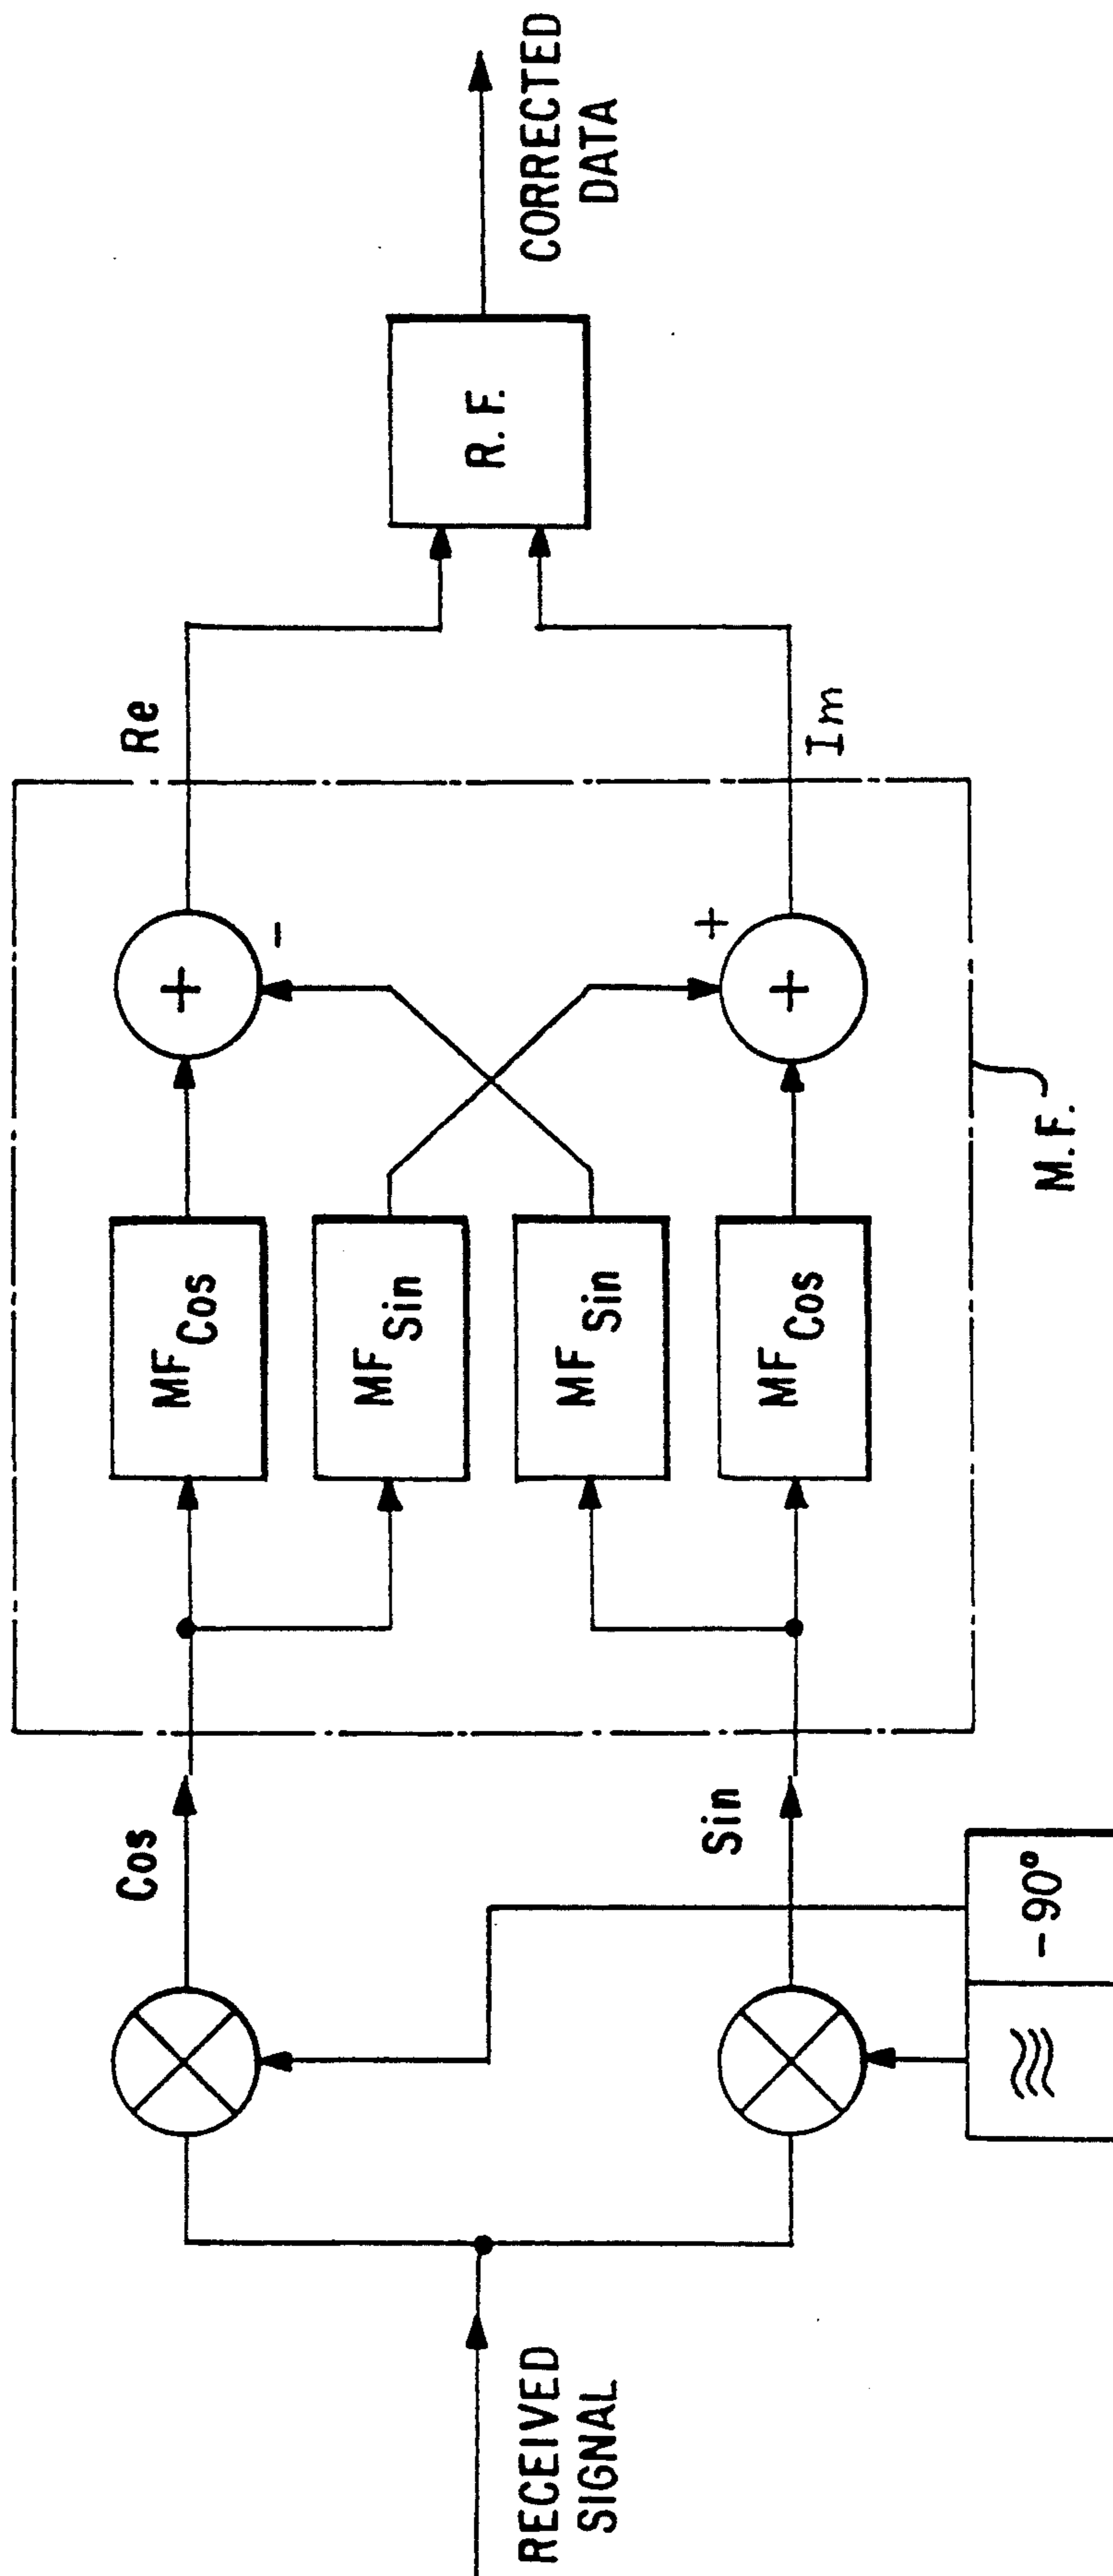 RECEIVED
SIGNAL
Cos
Sin
- 90°
MF Cos
MF Sin
MF Sin
MF Cos
+
-
+
+
M.F.
Re
Im
R. F.
CORRECTED
DATA